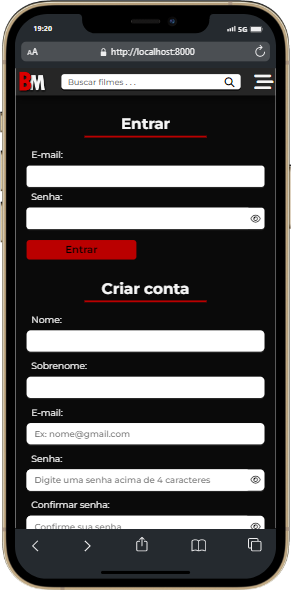 19:20
5G
AA
http://localhost:8000
BM
Buscar filmes . . .
Entrar
E-mail:
Senha:
Entrar
Criar conta
Nome:
Sobrenome:
E-mail:
Ex: nome@gmail.com
Senha:
Digite uma senha acima de 4 caracteres
Confirmar senha:
Confirme sua senha